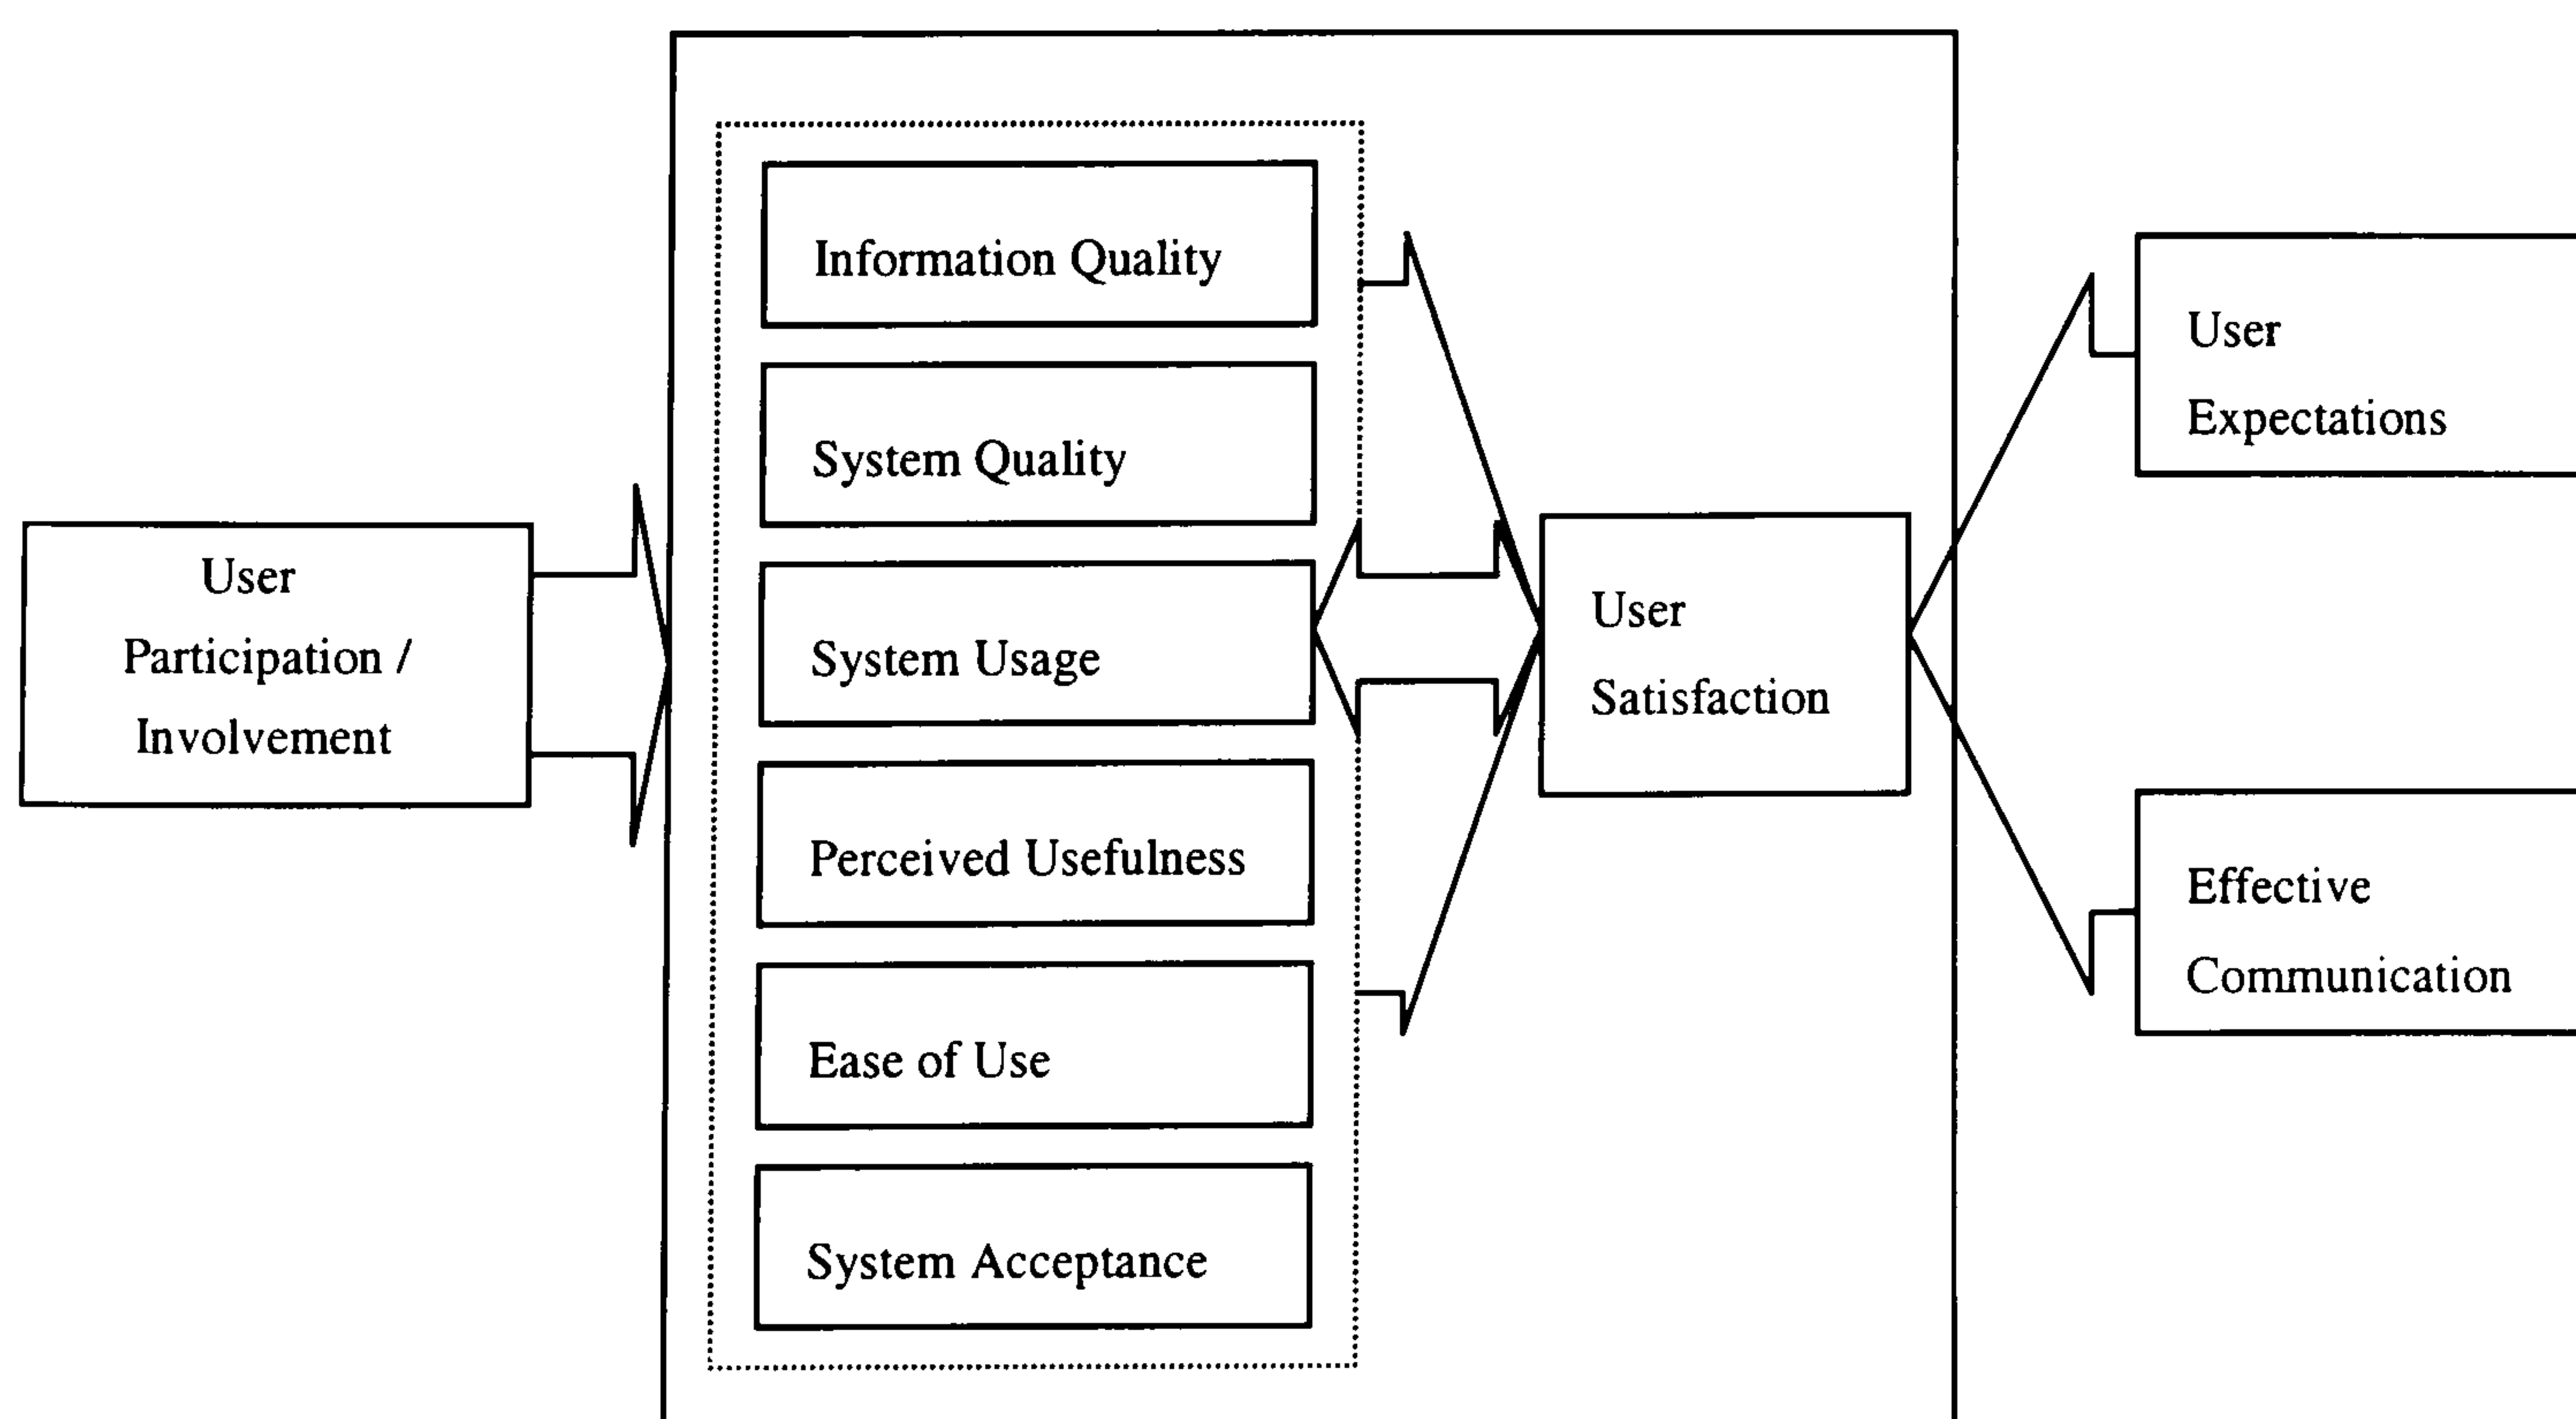 User
Participation /
Involvement
Information Quality
System Quality
System Usage
Perceived Usefulness
Ease of Use
System Acceptance
User
Satisfaction
User
Expectations
Effective
Communication